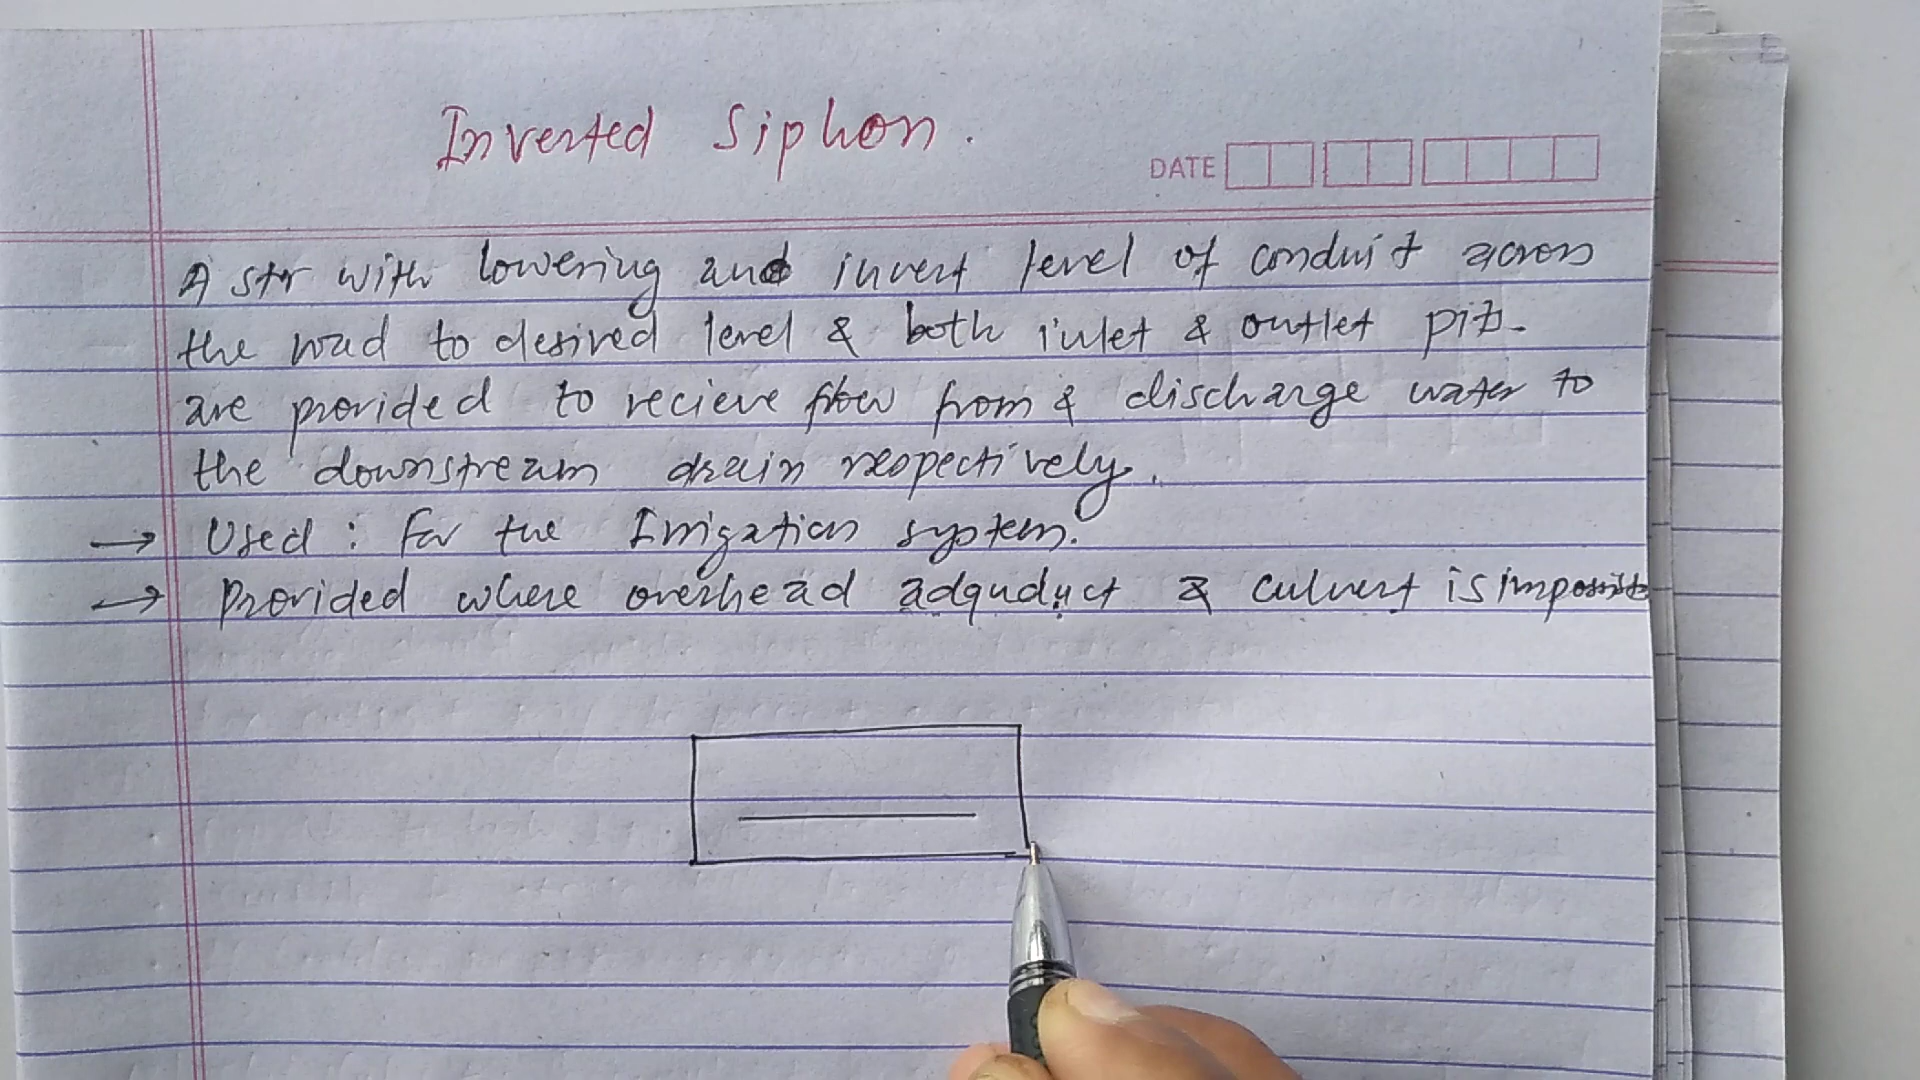 Inverted Siphon.
DATE
A str with lowering and invert level of conduit across
the road to desired level & both inlet & outlet pit
are provided to recieve flow from & discharge water to
the downstream drain respectively.
→ Used : For the Irrigation system.
→ Provided where overhead adquduct & culvert is impossible